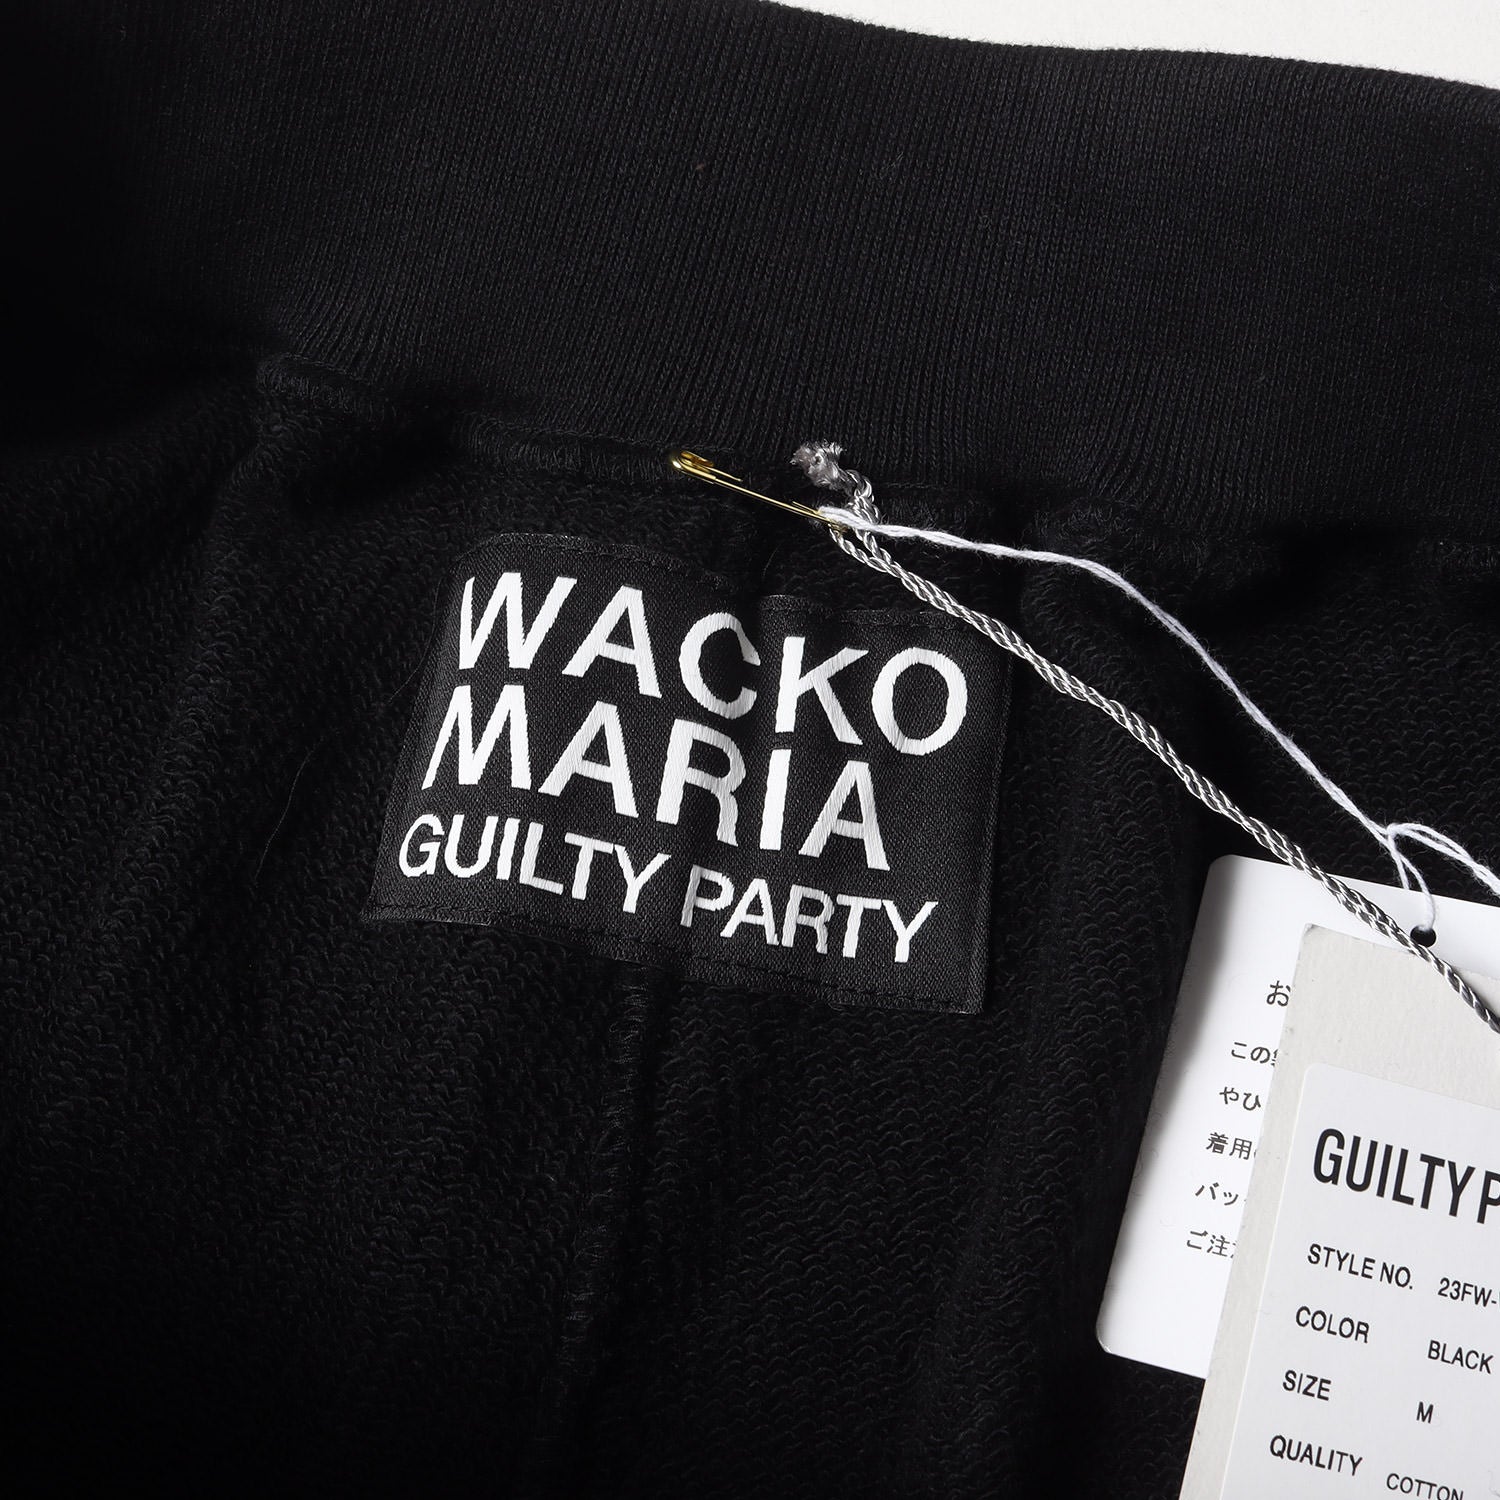 WACKO
MARIA
GUILTY PARTY
お
この
やひ
着用
バッ
ご注
GUILTY P
STYLE NO. 23FW-
COLOR BLACK
SIZE M
QUALITY COTTON